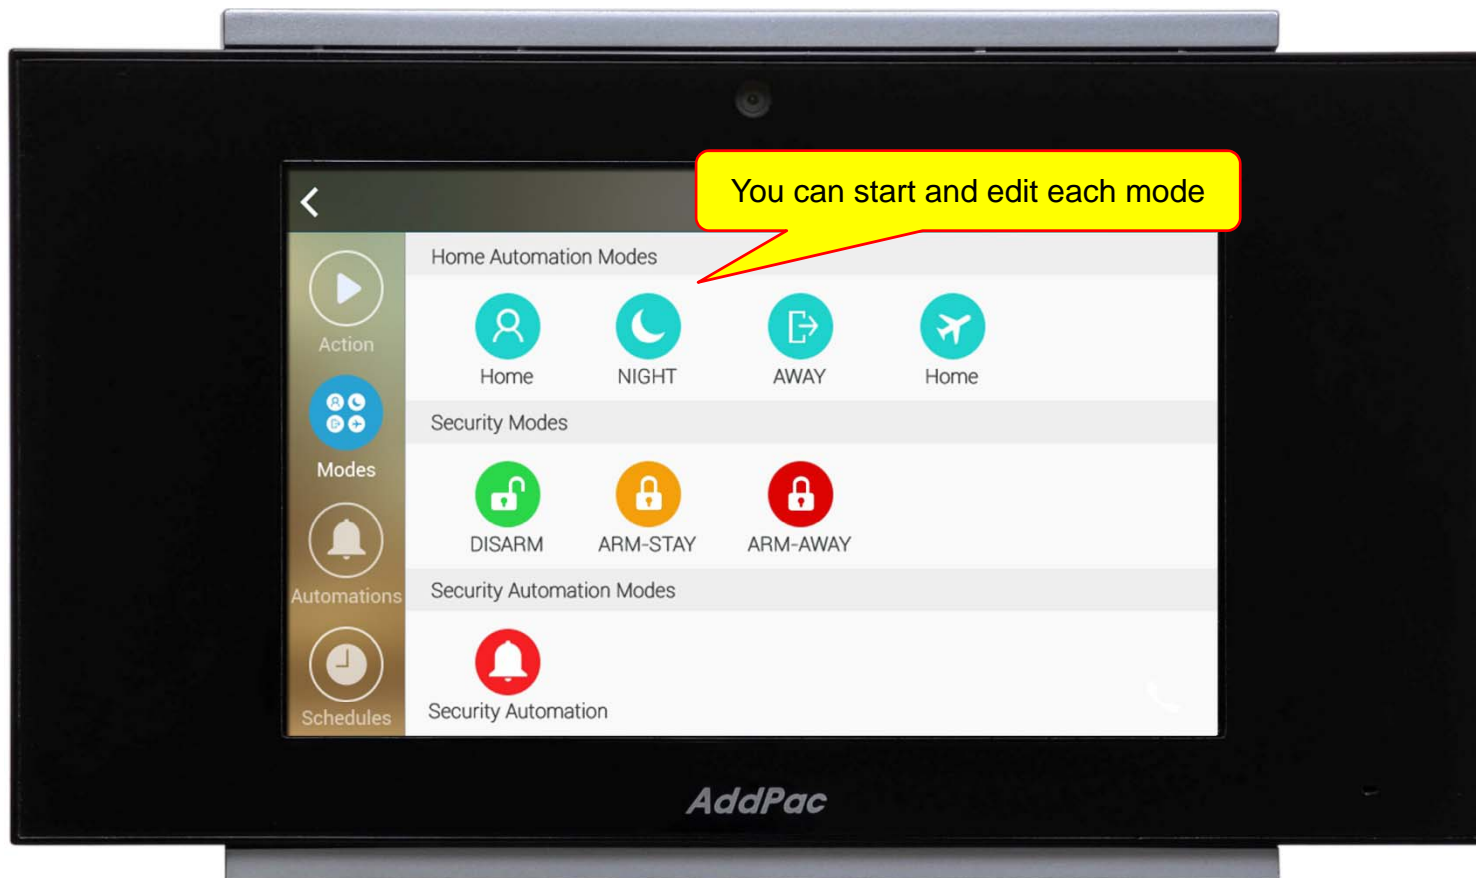 You can start and edit each mode
Home Automation Modes
Action
Home NIGHT AWAY Home
Modes
Security Modes
DISARM ARM-STAY ARM-AWAY
Automations
Security Automation Modes
Schedules
Security Automation
AddPac